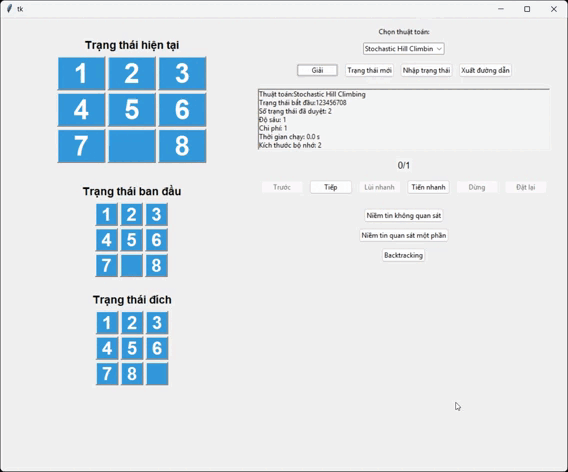 tk
Trạng thái hiện tại
1 2 3
4 5 6
7 8
Trạng thái ban đầu
1 2 3
4 5 6
7 8
Trạng thái đích
1 2 3
4 5 6
7 8
Chọn thuật toán:
Stochastic Hill Climbin
Giải Trạng thái mới Nhập trạng thái Xuất đường dẫn
Thuật toán:Stochastic Hill Climbing
Trạng thái bắt đầu:123456708
Số trạng thái đã duyệt: 2
Độ sâu: 1
Chi phí: 1
Thời gian chạy: 0.0 s
Kích thước bộ nhớ: 2
0/1
Trước Tiếp Lùi nhanh Tiến nhanh Dừng Đặt lại
Niềm tin không quan sát
Niềm tin quan sát một phần
Backtracking